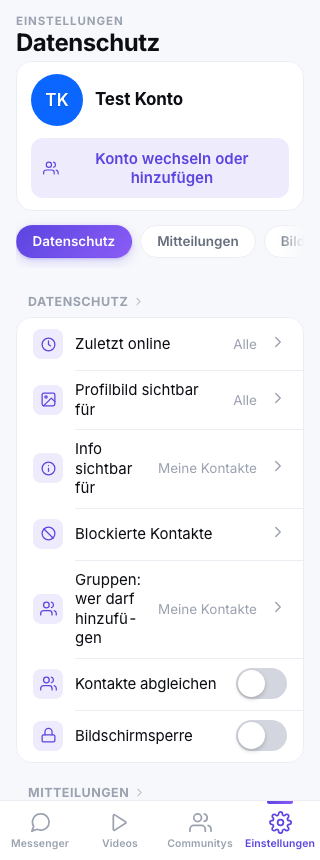 EINSTELLUNGEN
Datenschutz
TK
Test Konto
Konto wechseln oder
hinzufügen
Datenschutz
Mitteilungen
Bild
DATENSCHUTZ
Zuletzt online
Alle
Profilbild sichtbar
für
Alle
Info
sichtbar
für
Meine Kontakte
Blockierte Kontakte
Gruppen:
wer darf
hinzufü-
gen
Meine Kontakte
Kontakte abgleichen
Bildschirmsperre
MITTEILUNGEN
Messenger
Videos
Communitys
Einstellungen